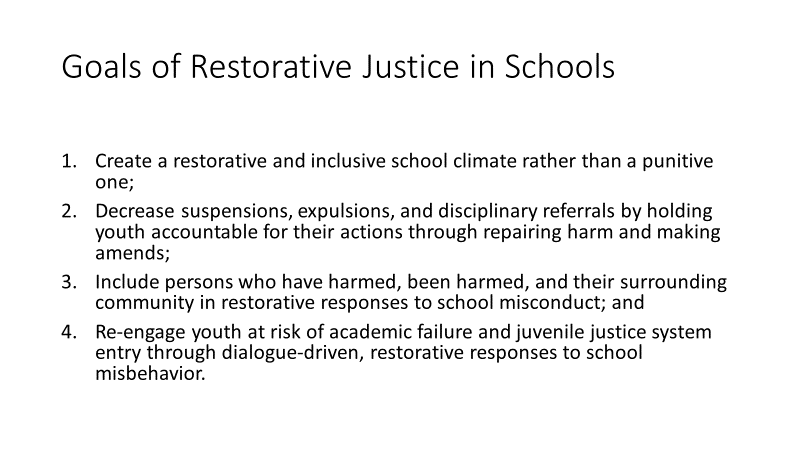 Goals of Restorative Justice in Schools
1. Create a restorative and inclusive school climate rather than a punitive
one;
2. Decrease suspensions, expulsions, and disciplinary referrals by holding
youth accountable for their actions through repairing harm and making
amends;
3. Include persons who have harmed, been harmed, and their surrounding
community in restorative responses to school misconduct; and
4. Re-engage youth at risk of academic failure and juvenile justice system
entry through dialogue-driven, restorative responses to school
misbehavior.